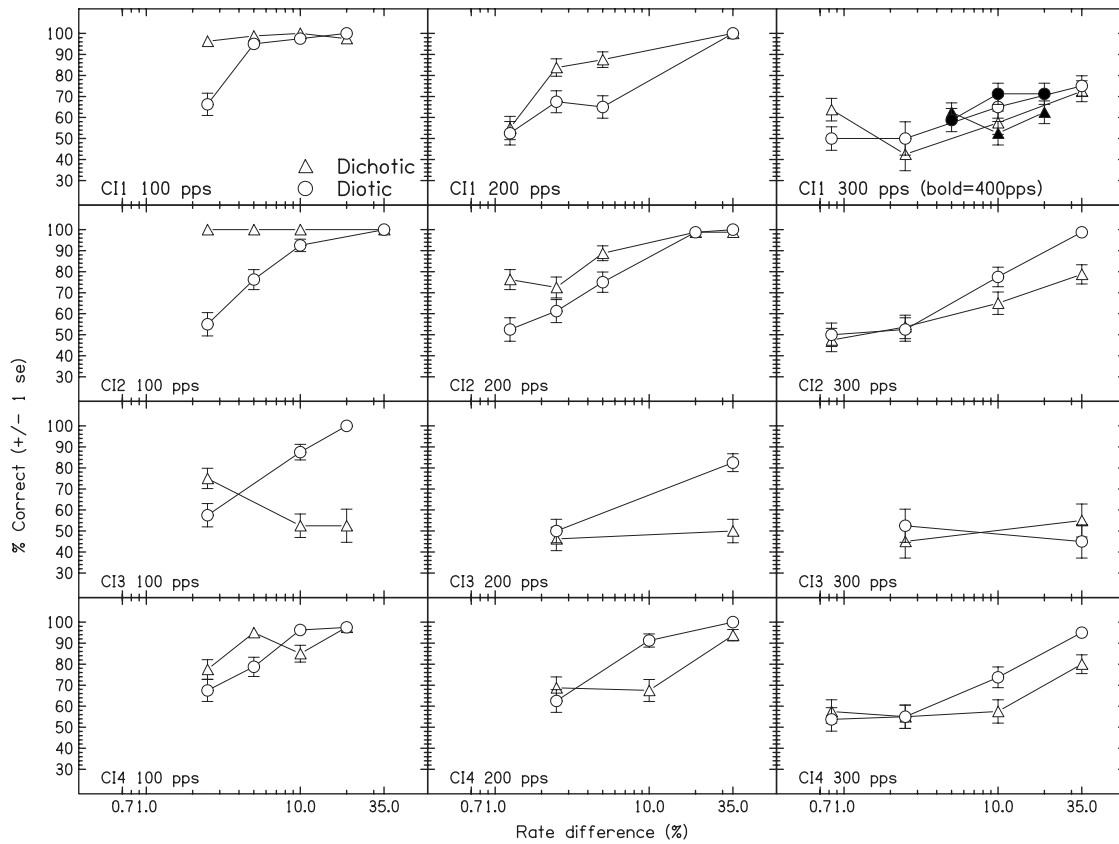 100
90
80
70
60
50
40
30
△ Dichotic
○ Diotic
CI1 100 pps
CI1 200 pps
CI1 300 pps (bold=400pps)
100
90
80
70
60
50
40
30
CI2 100 pps
CI2 200 pps
CI2 300 pps
100
90
80
70
60
50
40
30
CI3 100 pps
CI3 200 pps
CI3 300 pps
100
90
80
70
60
50
40
30
CI4 100 pps
CI4 200 pps
CI4 300 pps
0.71.0 10.0 35.0 0.71.0 10.0 35.0 0.71.0 10.0 35.0
Rate difference (%)
% Correct (+/- 1 se)